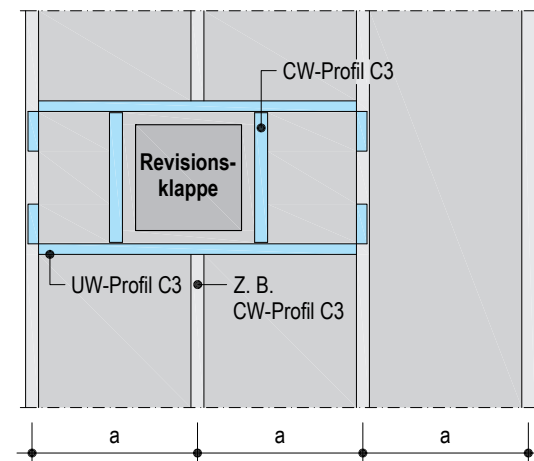 CW-Profil C3
Revisions-
klappe
UW-Profil C3
Z. B.
CW-Profil C3
a
a
a